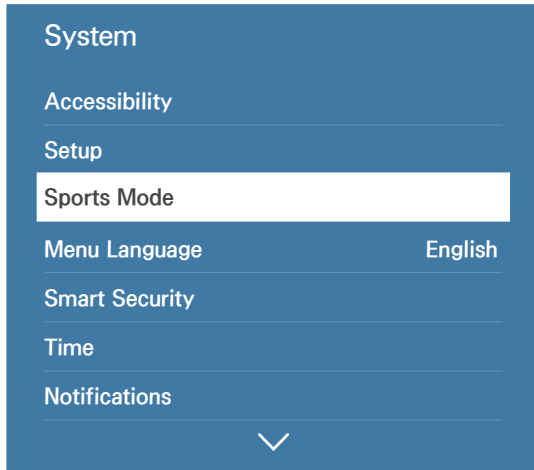 System
Accessibility
Setup
Sports Mode
Menu Language English
Smart Security
Time
Notifications